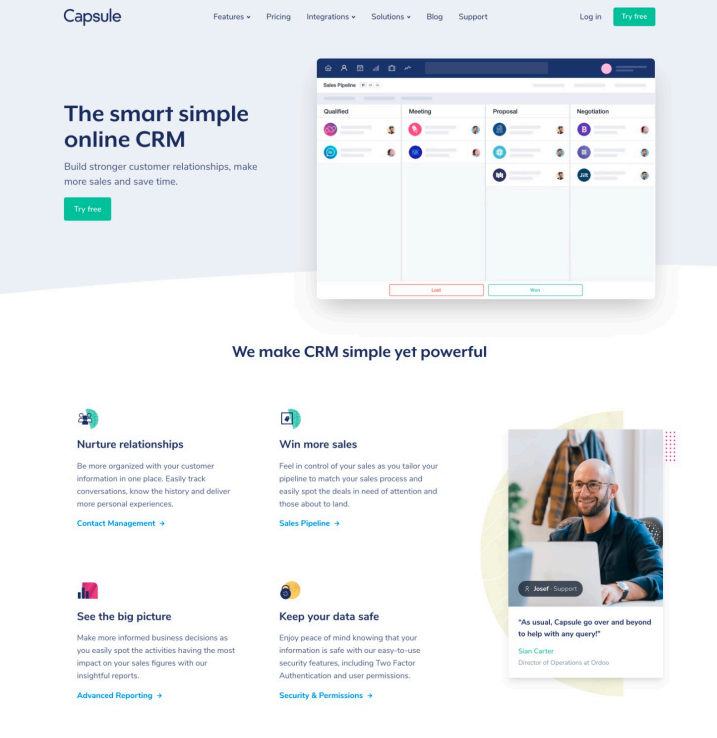 Capsule
Features
Pricing
Integrations
Solutions
Blog
Support
Log in
Try free
The smart simple
online CRM
Build stronger customer relationships, make
more sales and save time.
Try free
Sales Pipeline
Qualified
Meeting
Proposal
Negotiation
B
NK
Lost
Won
We make CRM simple yet powerful
Nurture relationships
Be more organized with your customer
information in one place. Easily track
conversations, know the history and deliver
more personal experiences.
Contact Management →
Win more sales
Feel in control of your sales as you tailor your
pipeline to match your sales process and
easily spot the deals in need of attention and
those about to land.
Sales Pipeline →
See the big picture
Make more informed business decisions as
you easily spot the activities having the most
impact on your sales figures with our
insightful reports.
Advanced Reporting →
Keep your data safe
Enjoy peace of mind knowing that your
information is safe with our easy-to-use
security features, including Two Factor
Authentication and user permissions.
Security & Permissions →
Josef · Support
“As usual, Capsule go over and beyond
to help with any query!”
Sian Carter
Director of Operations at Ordoo